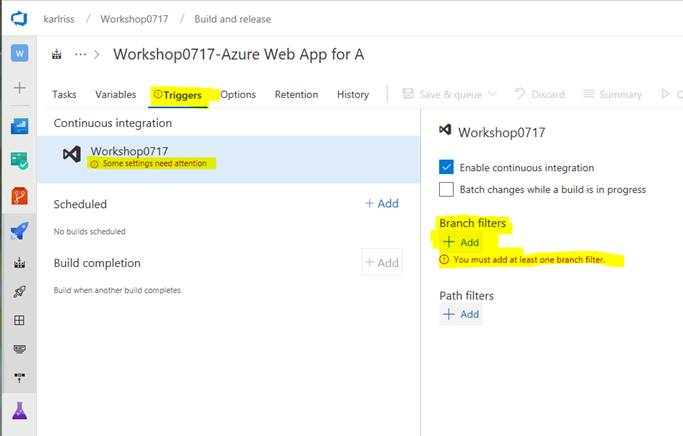 karlriss / Workshop0717 / Build and release
W
··· > Workshop0717-Azure Web App for A
Tasks Variables Triggers Options Retention History Save & queue Discard Summary
Continuous integration
Workshop0717
Some settings need attention
Scheduled
+ Add
No builds scheduled
Build completion
+ Add
Build when another build completes
Workshop0717
Enable continuous integration
Batch changes while a build is in progress
Branch filters
+ Add
You must add at least one branch filter.
Path filters
+ Add